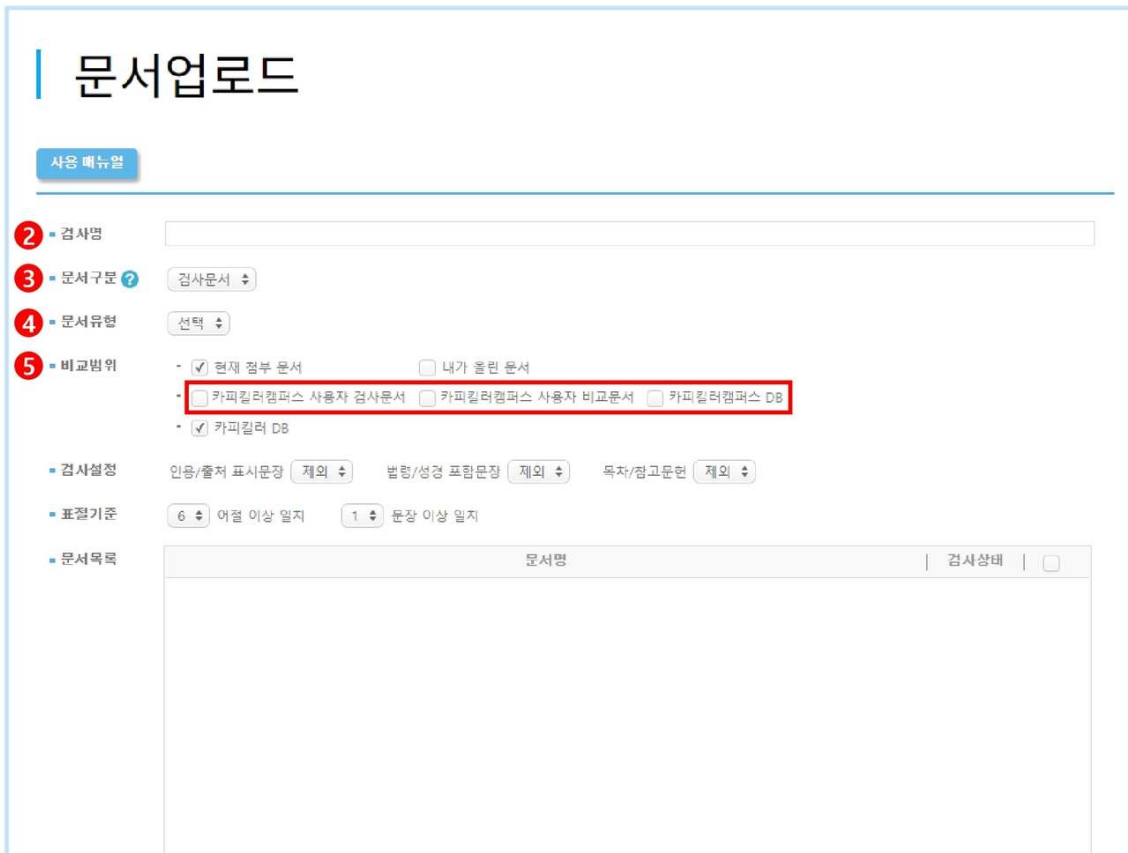 문서업로드
사용 매뉴얼
2 검사명
3 문서구분 ? 검사문서
4 문서유형 선택
5 비교범위 - 현재 첨부 문서 내가 올린 문서
- 카피킬러캠퍼스 사용자 검사문서 카피킬러캠퍼스 사용자 비교문서 카피킬러캠퍼스 DB
- 카피킬러 DB
검사설정 인용/출처 표시문장 제외 법령/성경 포함문장 제외 목차/참고문헌 제외
표절기준 6 어절 이상 일치 1 문장 이상 일치
문서목록 문서명 | 검사상태 |